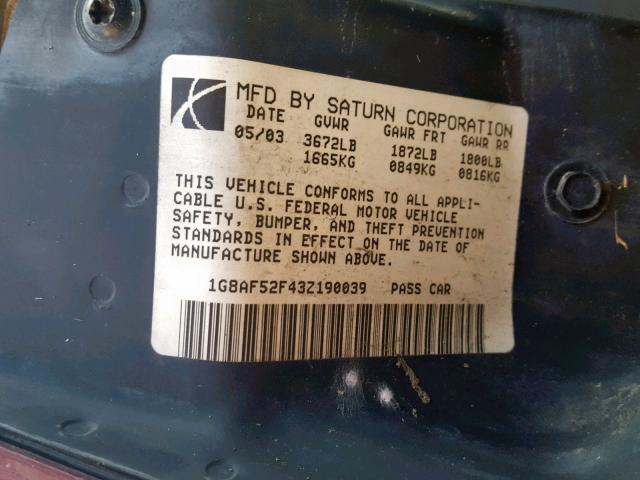 MFD BY SATURN CORPORATION
DATE GVWR GAWR FRT GAWR RR
05/03 3672LB 1872LB 1800LB
1665KG 0849KG 0816KG
THIS VEHICLE CONFORMS TO ALL APPLI-
CABLE U.S. FEDERAL MOTOR VEHICLE
SAFETY, BUMPER, AND THEFT PREVENTION
STANDARDS IN EFFECT ON THE DATE OF
MANUFACTURE SHOWN ABOVE.
1G8AF52F43Z190039 PASS CAR